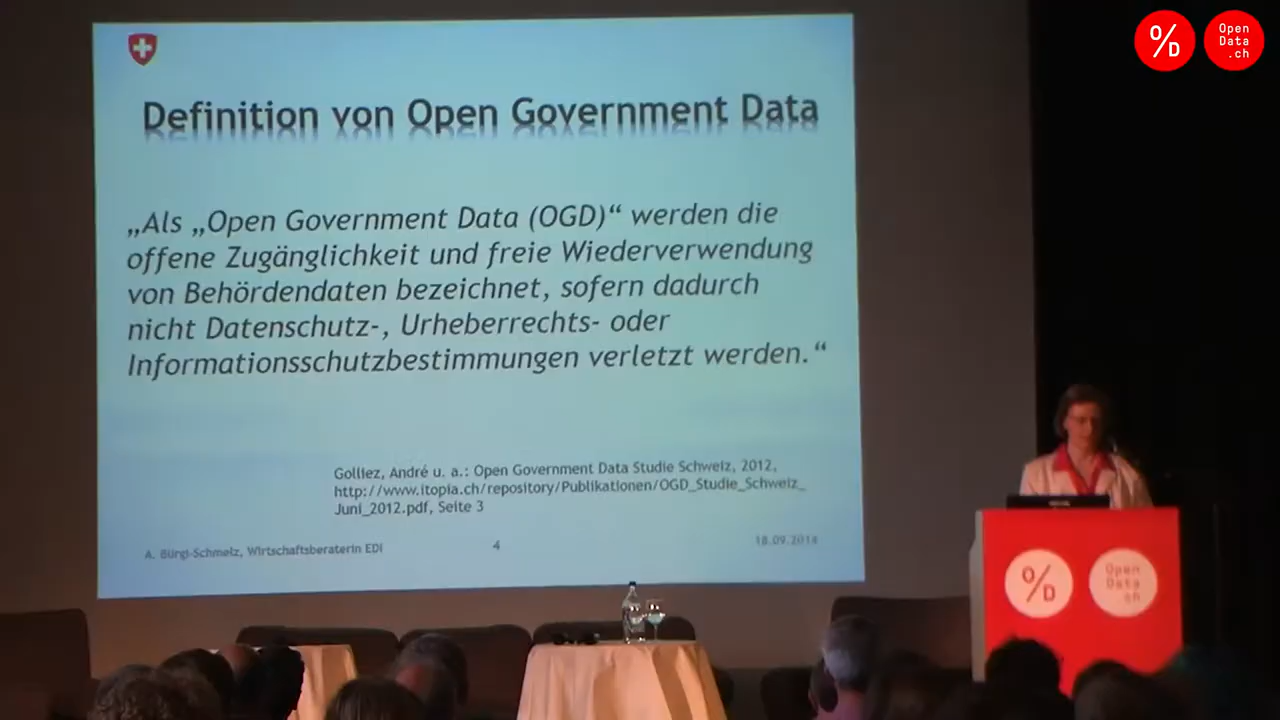 %D
Open
Data
.ch
Definition von Open Government Data
„Als „Open Government Data (OGD)“ werden die
offene Zugänglichkeit und freie Wiederverwendung
von Behördendaten bezeichnet, sofern dadurch
nicht Datenschutz-, Urheberrechts- oder
Informationsschutzbestimmungen verletzt werden.“
Golliez, André u. a.: Open Government Data Studie Schweiz, 2012,
http://www.itopia.ch/repository/Publikationen/OGD_Studie_Schweiz_
Juni_2012.pdf, Seite 3
A. Bürgi-Schmelz, Wirtschaftsberaterin EDI
4
18.09.2014
%D
Open
Data
.ch